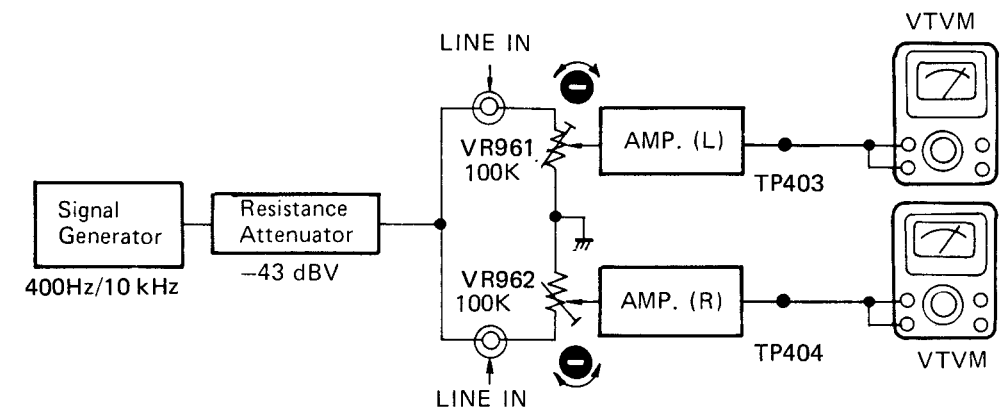 VTVM
LINE IN
VR961
100K
AMP. (L)
TP403
Signal
Generator
400Hz/10 kHz
Resistance
Attenuator
−43 dBV
VR962
100K
AMP. (R)
TP404
VTVM
LINE IN